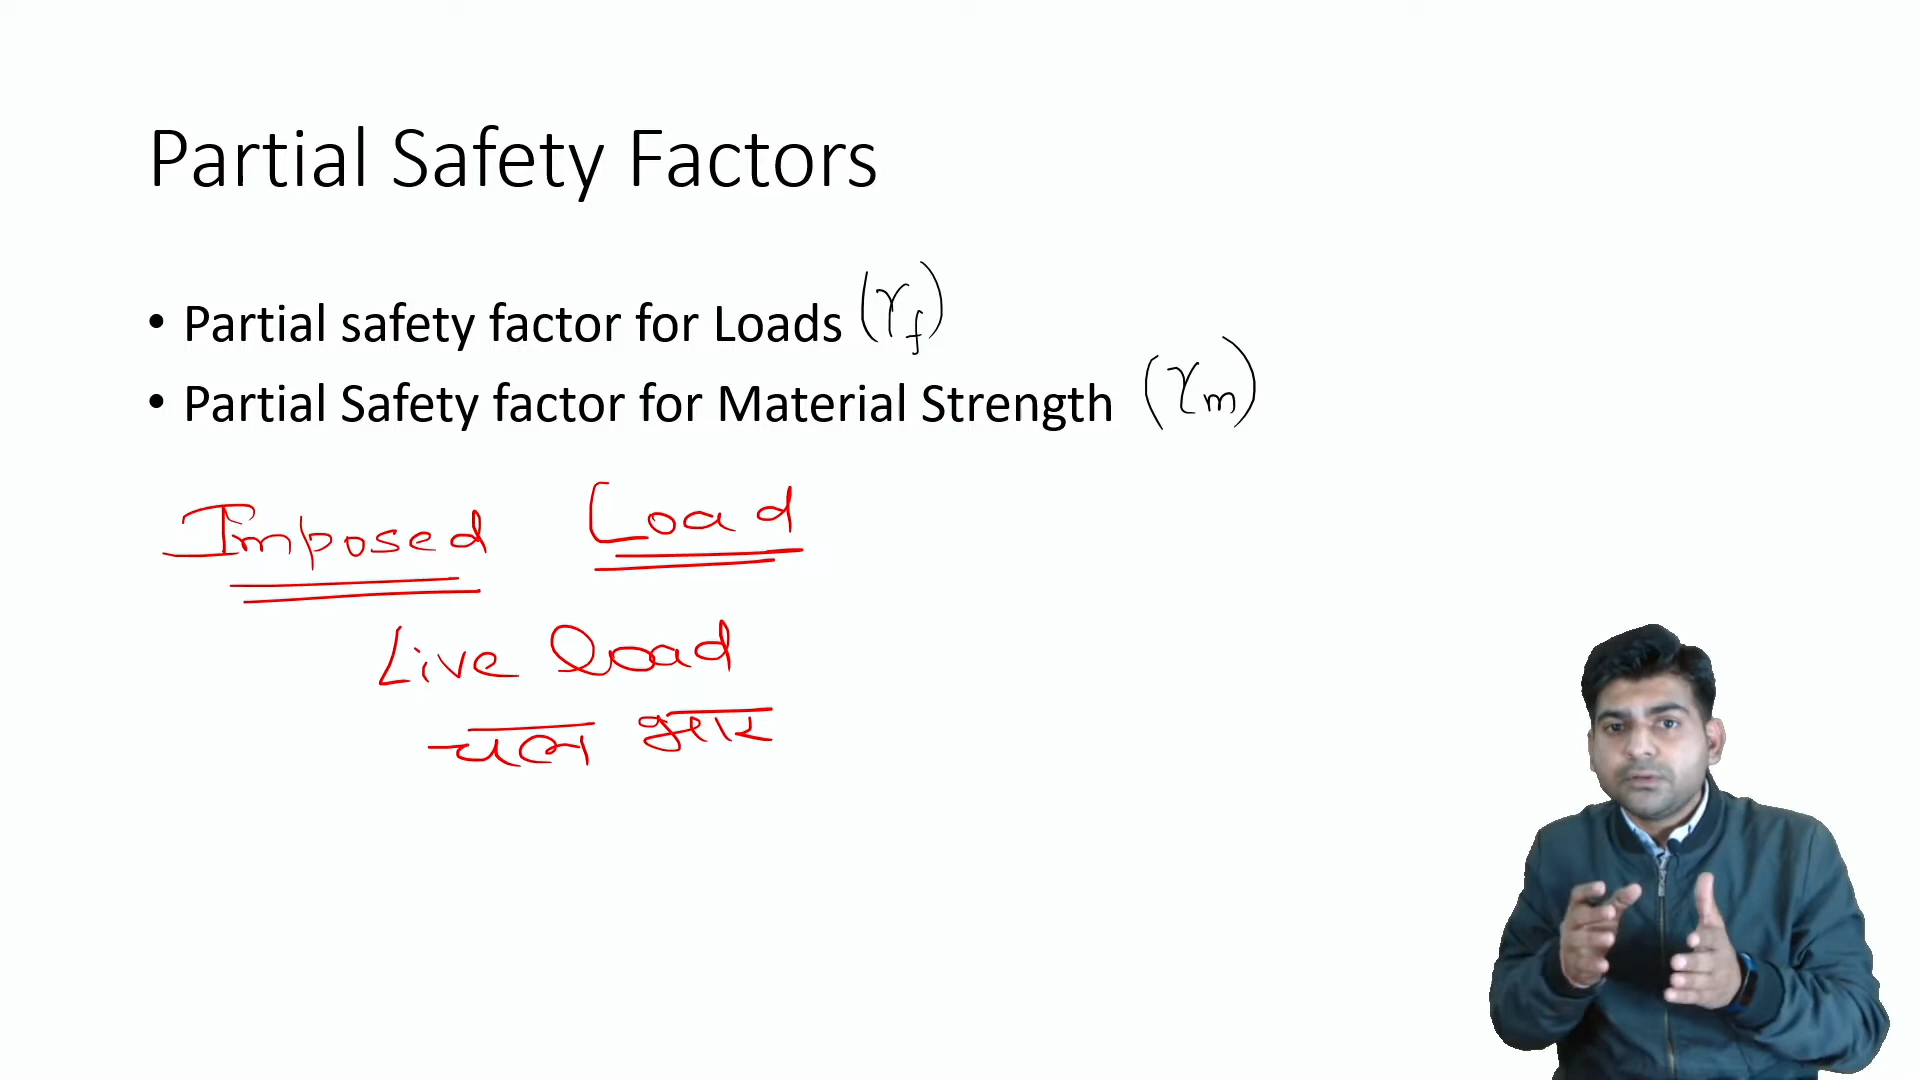 Partial Safety Factors
• Partial safety factor for Loads (γf)
• Partial Safety factor for Material Strength (γm)
Imposed Load
Live load
चल भार